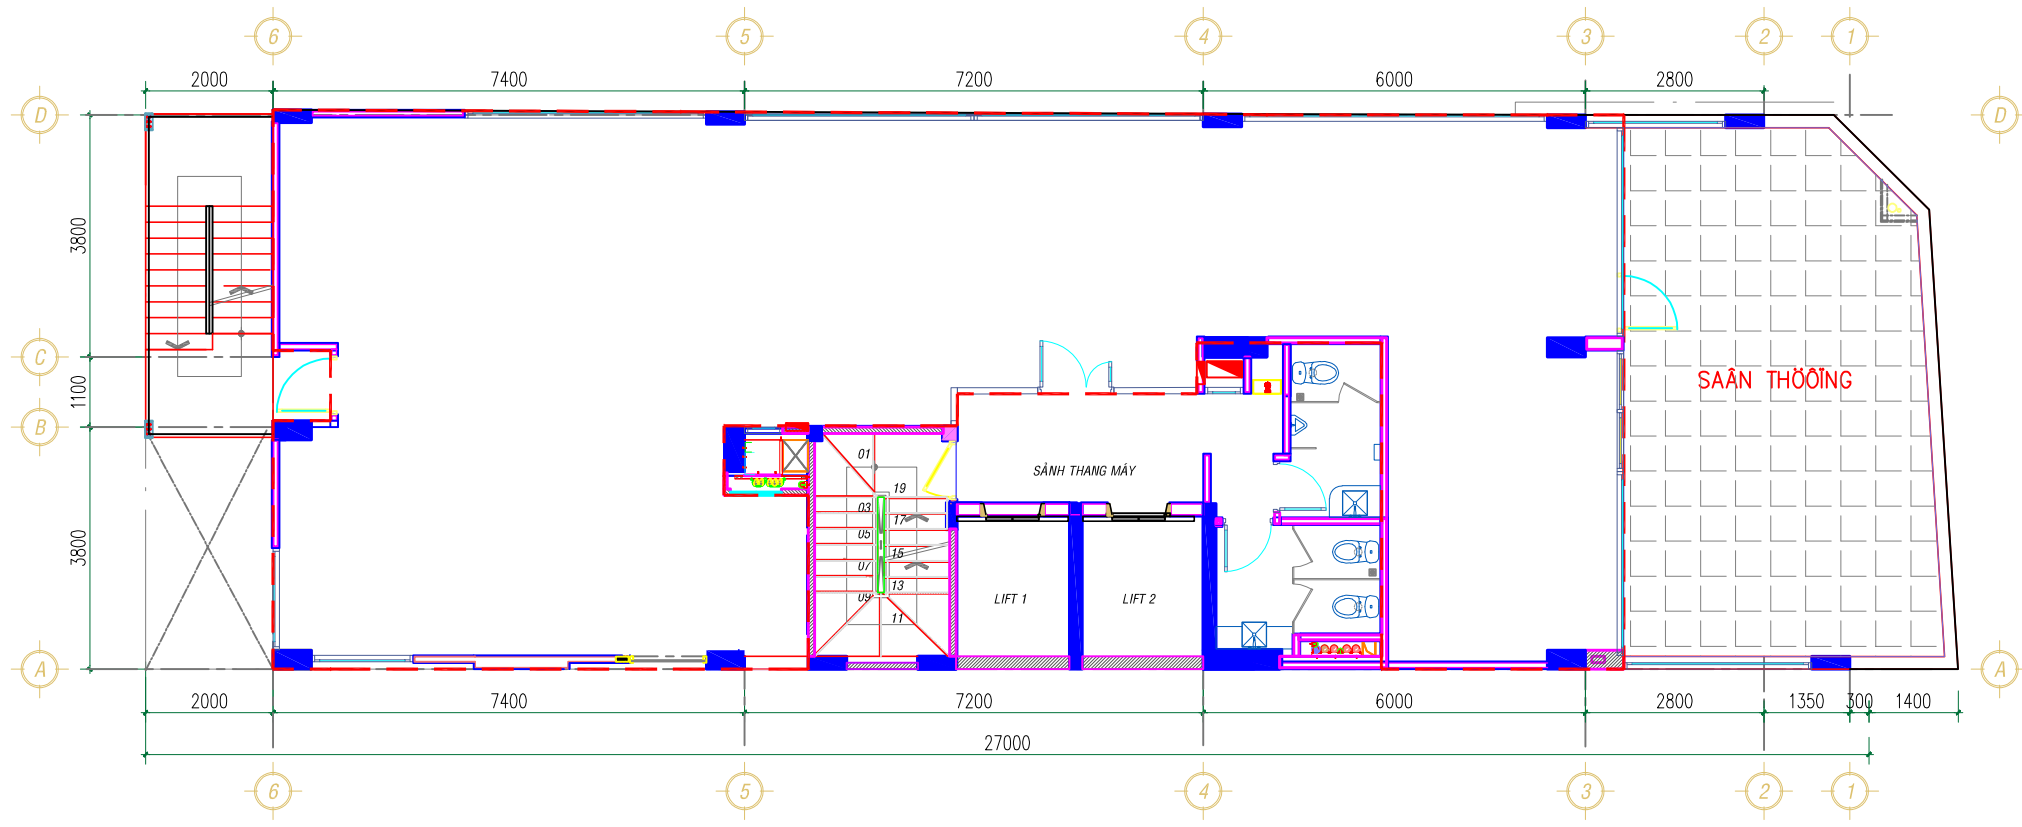 6 5 4 3 2 1
2000 7400 7200 6000 2800
D D
3800
C
1100
B
SAÂN THÖÔÏNG
01
SẢNH THANG MÁY
19
03
17
05
15
07
13
09
11
3800
LIFT 1 LIFT 2
A A
2000 7400 7200 6000 2800 1350 300 1400
27000
6 5 4 3 2 1